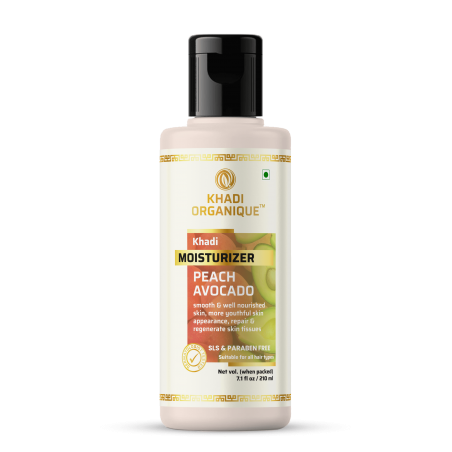 KHADI
ORGANIQUE™
Khadi
MOISTURIZER
PEACH
AVOCADO
smooth & well nourished
skin, more youthful skin
appearance, repair &
regenerate skin tissues
SLS & PARABEN FREE
Suitable for all hair types
Net vol. (when packed)
7.1 fl oz / 210 ml